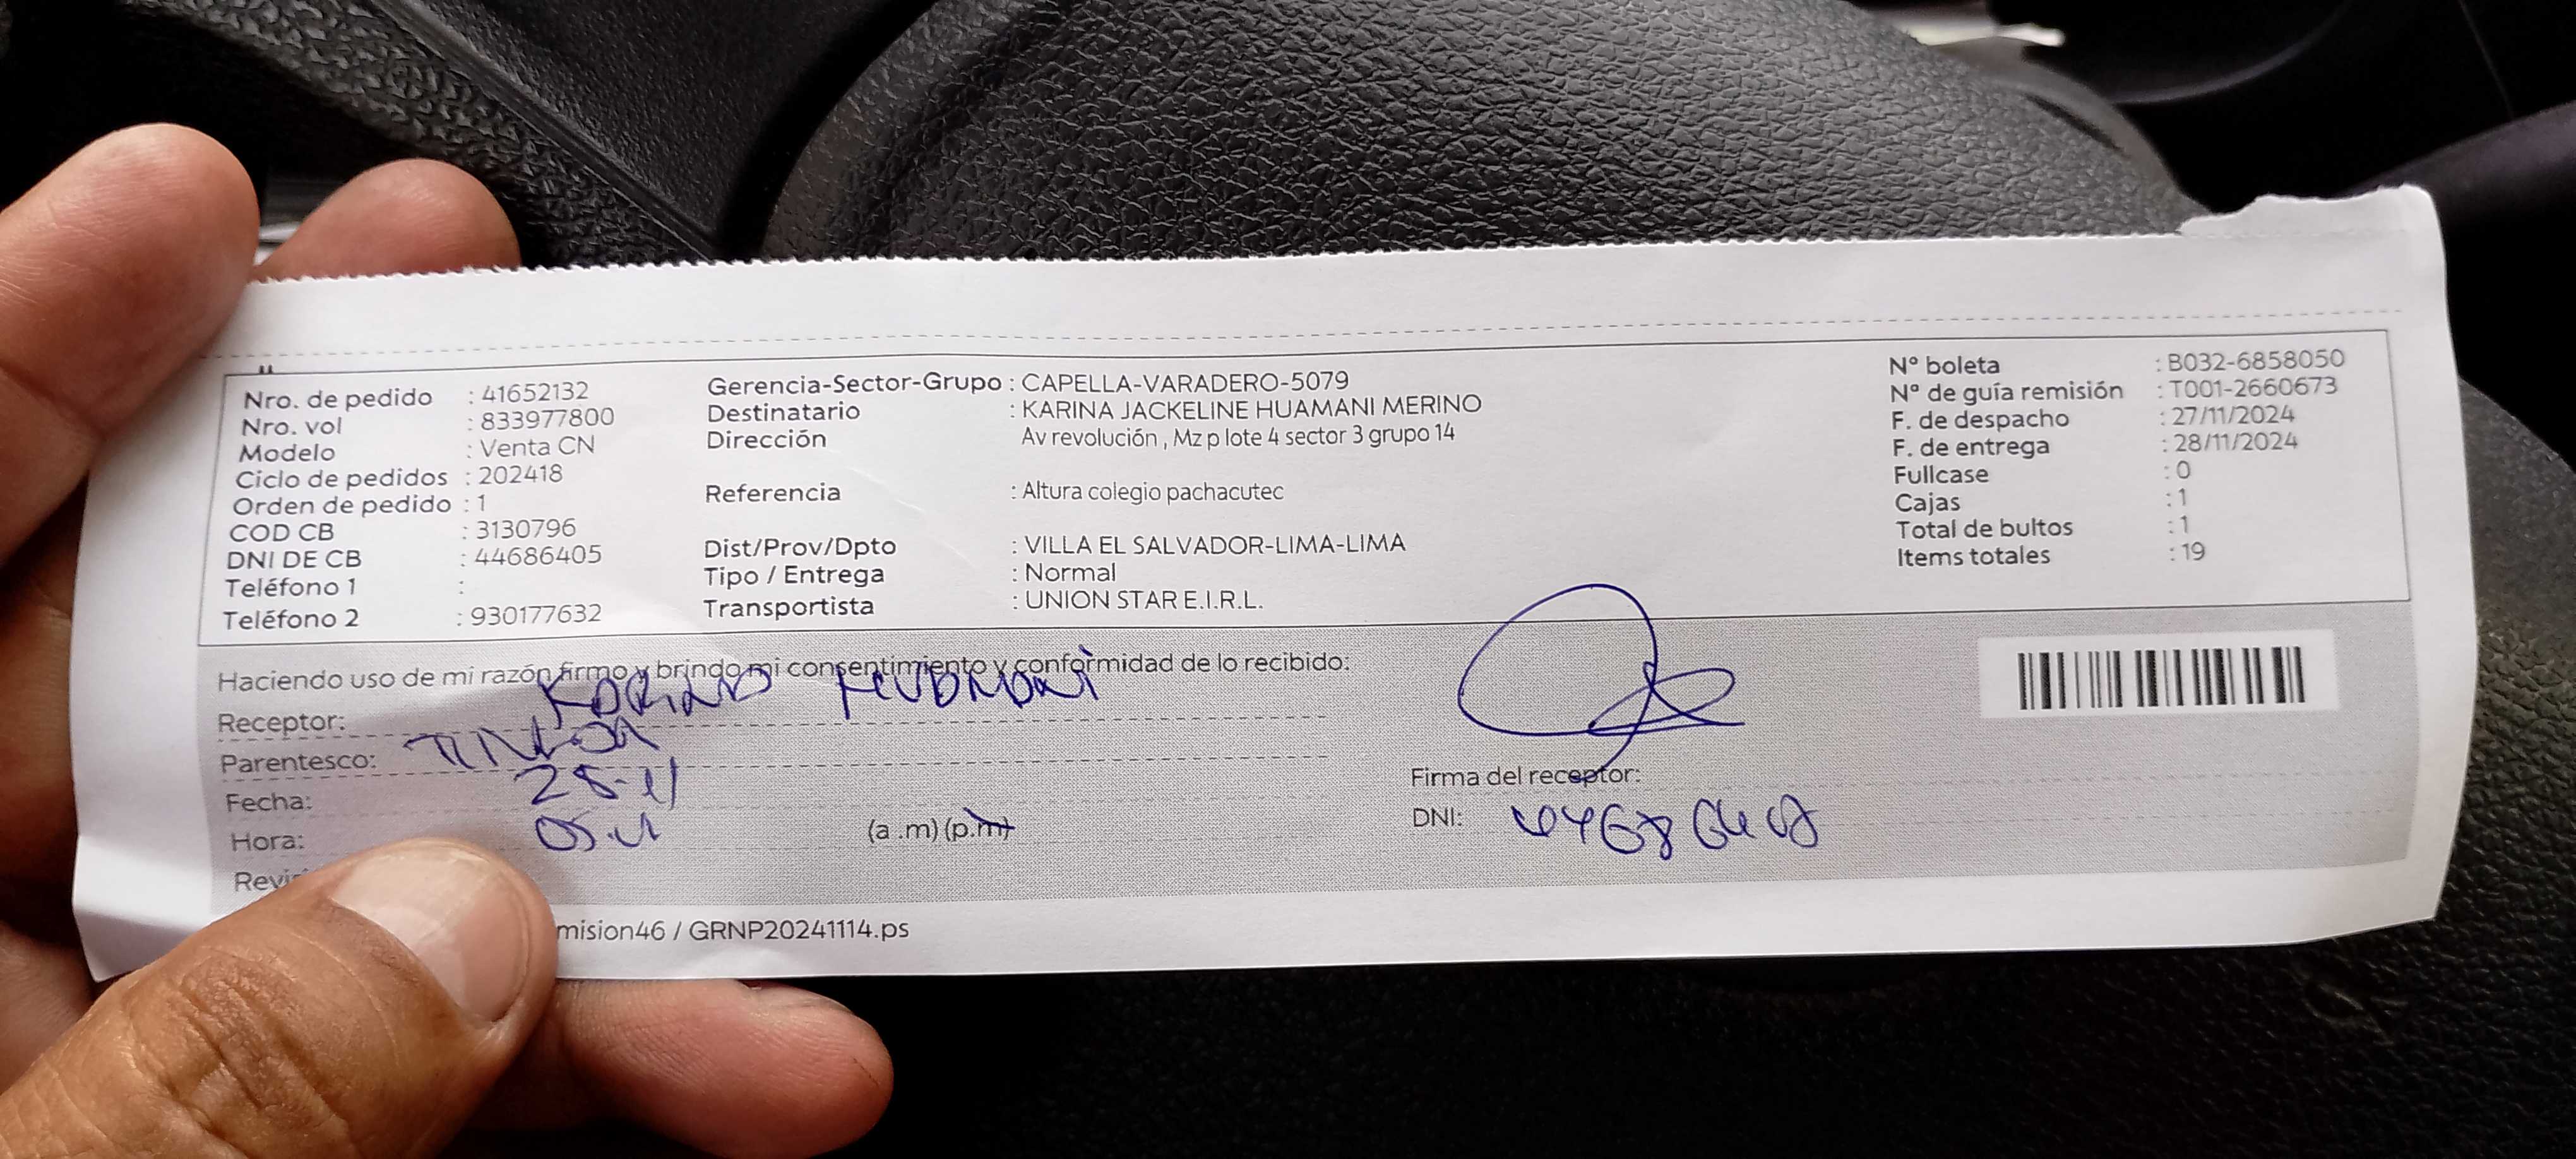 Nro. de pedido : 41652132
Nro. vol : 833977800
Modelo : Venta CN
Ciclo de pedidos : 202418
Orden de pedido : 1
COD CB : 3130796
DNI DE CB : 44686405
Teléfono 1 :
Teléfono 2 : 930177632
Gerencia-Sector-Grupo : CAPELLA-VARADERO-5079
Destinatario : KARINA JACKELINE HUAMANI MERINO
Dirección Av revolución , Mz p lote 4 sector 3 grupo 14
Referencia : Altura colegio pachacutec
Dist/Prov/Dpto : VILLA EL SALVADOR-LIMA-LIMA
Tipo / Entrega : Normal
Transportista : UNION STAR E.I.R.L.
N° boleta : B032-6858050
N° de guía remisión : T001-2660673
F. de despacho : 27/11/2024
F. de entrega : 28/11/2024
Fullcase : 0
Cajas : 1
Total de bultos : 1
Items totales : 19
Haciendo uso de mi razón firmo y brindo mi consentimiento y conformidad de lo recibido:
Receptor: KARINA HUAMANI
Parentesco:
Fecha:
Hora: (a .m) (p.m)
Firma del receptor:
DNI:
mision46 / GRNP20241114.ps